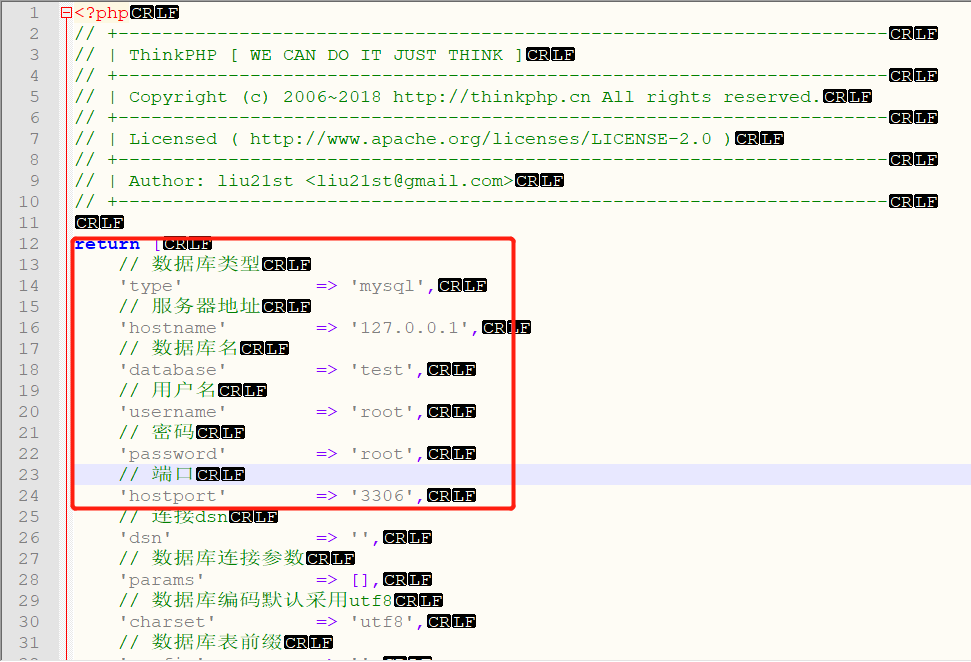 1 <?phpCRLF
2 // +----------------------------------------------------------------------CRLF
3 // | ThinkPHP [ WE CAN DO IT JUST THINK ]CRLF
4 // +----------------------------------------------------------------------CRLF
5 // | Copyright (c) 2006~2018 http://thinkphp.cn All rights reserved.CRLF
6 // +----------------------------------------------------------------------CRLF
7 // | Licensed ( http://www.apache.org/licenses/LICENSE-2.0 )CRLF
8 // +----------------------------------------------------------------------CRLF
9 // | Author: liu21st <liu21st@gmail.com>CRLF
10 // +----------------------------------------------------------------------CRLF
11 CRLF
12 return [CRLF
13 // 数据库类型CRLF
14 'type' => 'mysql',CRLF
15 // 服务器地址CRLF
16 'hostname' => '127.0.0.1',CRLF
17 // 数据库名CRLF
18 'database' => 'test',CRLF
19 // 用户名CRLF
20 'username' => 'root',CRLF
21 // 密码CRLF
22 'password' => 'root',CRLF
23 // 端口CRLF
24 'hostport' => '3306',CRLF
25 // 连接dsnCRLF
26 'dsn' => '',CRLF
27 // 数据库连接参数CRLF
28 'params' => [],CRLF
29 // 数据库编码默认采用utf8CRLF
30 'charset' => 'utf8',CRLF
31 // 数据库表前缀CRLF